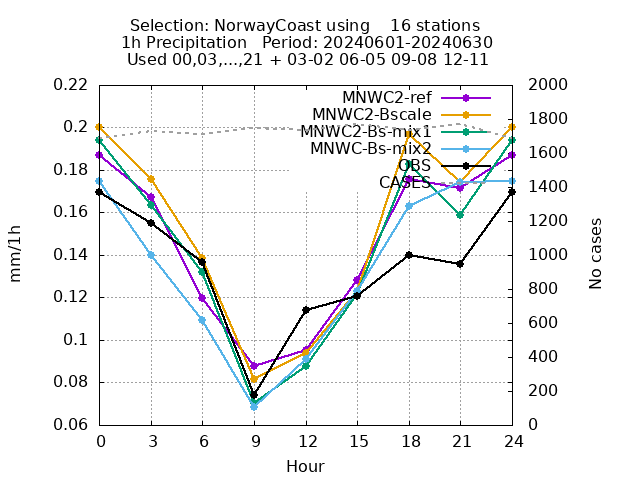 Selection: NorwayCoast using    16 stations
1h Precipitation   Period: 20240601-20240630
Used 00,03,...,21 + 03-02 06-05 09-08 12-11
0.22
0.2
0.18
0.16
0.14
0.12
0.1
0.08
0.06
mm/1h
MNWC2-ref
MNWC2-Bscale
MNWC2-Bs-mix1
MNWC-Bs-mix2
OBS
CASES
2000
1800
1600
1400
1200
1000
800
600
400
200
0
No cases
0 3 6 9 12 15 18 21 24
Hour